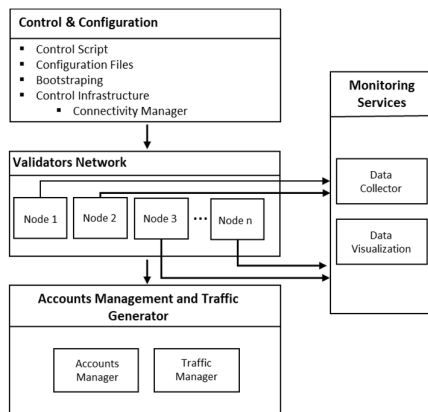 Control & Configuration
▪ Control Script
▪ Configuration Files
▪ Bootstraping
▪ Control Infrastructure
▪ Connectivity Manager
Validators Network
Node 1
Node 2
Node 3
...
Node n
Accounts Management and Traffic
Generator
Accounts
Manager
Traffic
Manager
Monitoring
Services
Data
Collector
Data
Visualization